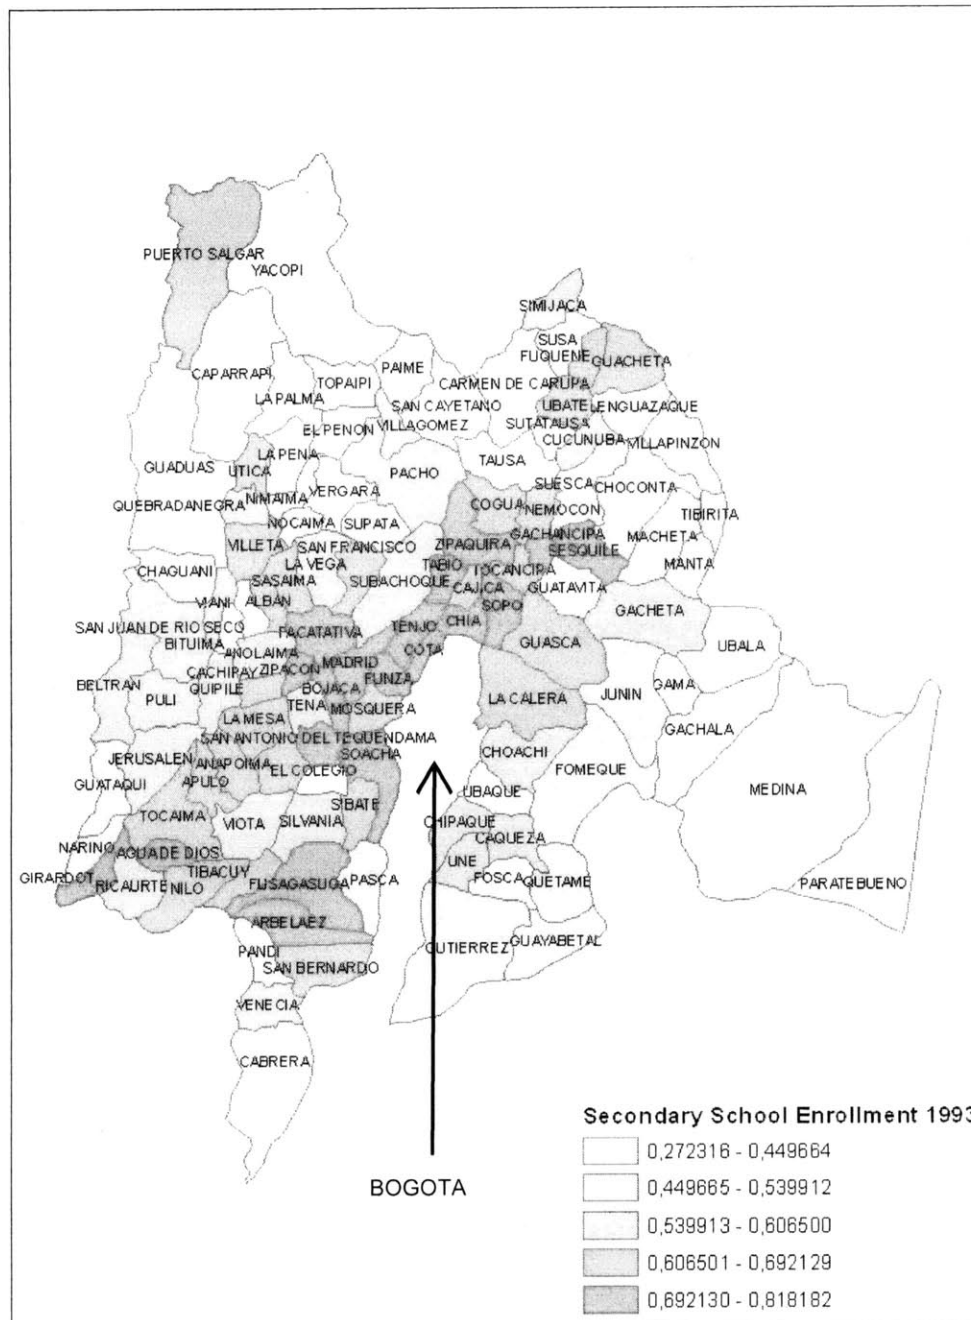 PUERTO SALGAR
YACOPI
SIMIJACA
SUSA
FUQUENE
GUACHETA
PAIME
CAPARRAPI
TOPAIPI
CARMEN DE CARUPA
LA PALMA
SAN CAYETANO
UBATE
LENGUAZAQUE
EL PENON
VILLAGOMEZ
SUTATAUSA
CUCUNUBA
VILLAPINZON
LA PENA
TAUSA
GUADUAS
UTICA
PACHO
SUESCA
CHOCONTA
QUEBRADANEGRA
NIMAIMA
VERGARA
COGUA
NEMOCON
TIBIRITA
NOCAIMA
SUPATA
GACHANCIPA
MACHETA
VILLETA
SAN FRANCISCO
ZIPAQUIRA
SESQUILE
LA VEGA
TABIO
TOCANCIPA
MANTA
CHAGUANI
SASAIMA
SUBACHOQUE
CAJICA
GUATAVITA
VIANI
ALBAN
SOPO
GACHETA
SAN JUAN DE RIO SECO
FACATATIVA
TENJO
CHIA
GUASCA
BITUIMA
ANOLAIMA
COTA
UBALA
CACHIPAY
ZIPACON
MADRID
FUNZA
BELTRAN
PULI
QUIPILE
BOJACA
LA CALERA
JUNIN
GAMA
TENA
MOSQUERA
LA MESA
GACHALA
SAN ANTONIO DEL TEQUENDAMA
JERUSALEN
SOACHA
CHOACHI
ANAPOIMA
EL COLEGIO
FOMEQUE
GUATAQUI
APULO
UBAQUE
MEDINA
TOCAIMA
VIOTA
SILVANIA
SIBATE
CHIPAQUE
CAQUEZA
NARINO
AGUA DE DIOS
UNE
GIRARDOT
RICAURTE
NILO
TIBACUY
FUSAGASUGA
PASCA
FOSCA
QUETAME
PARATEBUENO
ARBELAEZ
PANDI
GUTIERREZ
GUAYABETAL
SAN BERNARDO
VENECIA
CABRERA
BOGOTA
Secondary School Enrollment 1993
0,272316 - 0,449664
0,449665 - 0,539912
0,539913 - 0,606500
0,606501 - 0,692129
0,692130 - 0,818182